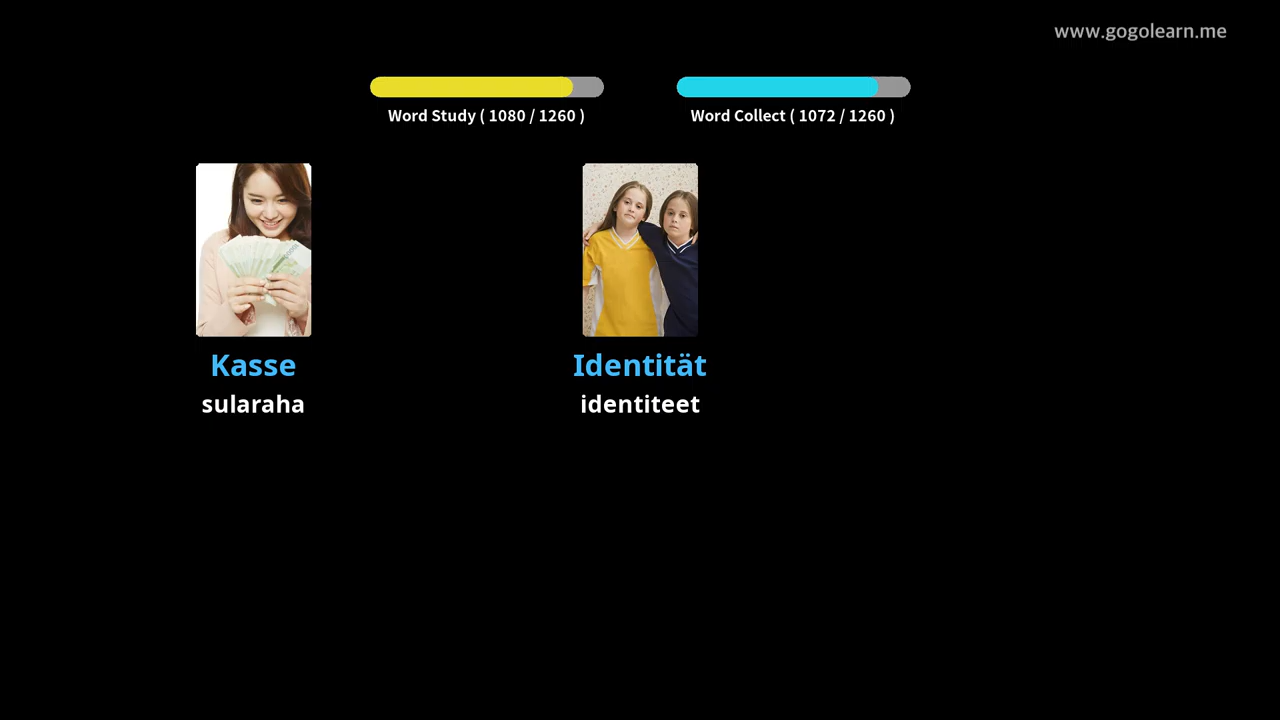 www.gogolearn.me
Word Study ( 1080 / 1260 )
Word Collect ( 1072 / 1260 )
Kasse
sularaha
Identität
identiteet